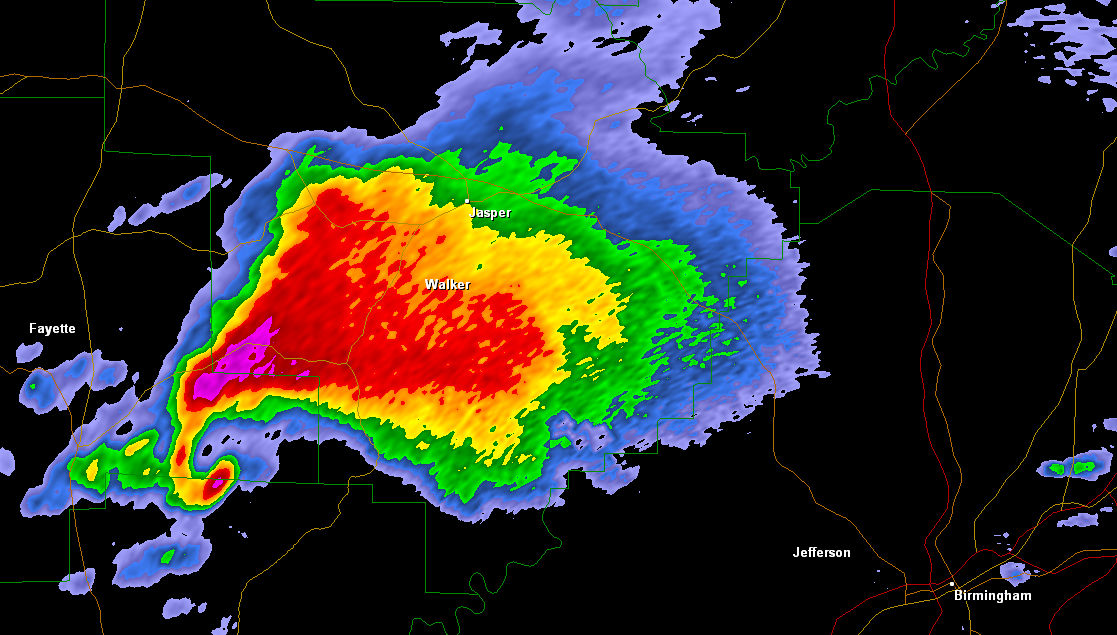 Jasper
Walker
Fayette
Jefferson
Birmingham